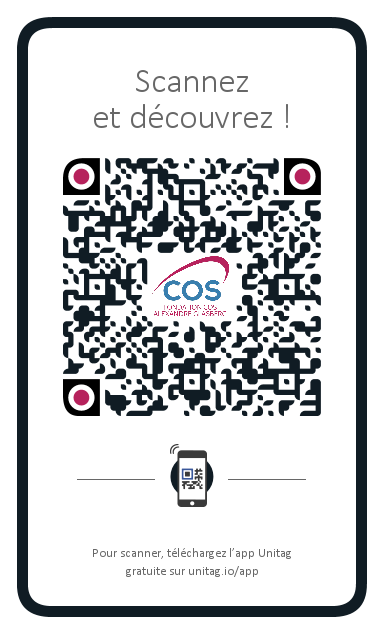 Scannez
et découvrez !
COS
FONDATION COS
ALEXANDRE GLASBERG
Pour scanner, téléchargez l'app Unitag
gratuite sur unitag.io/app